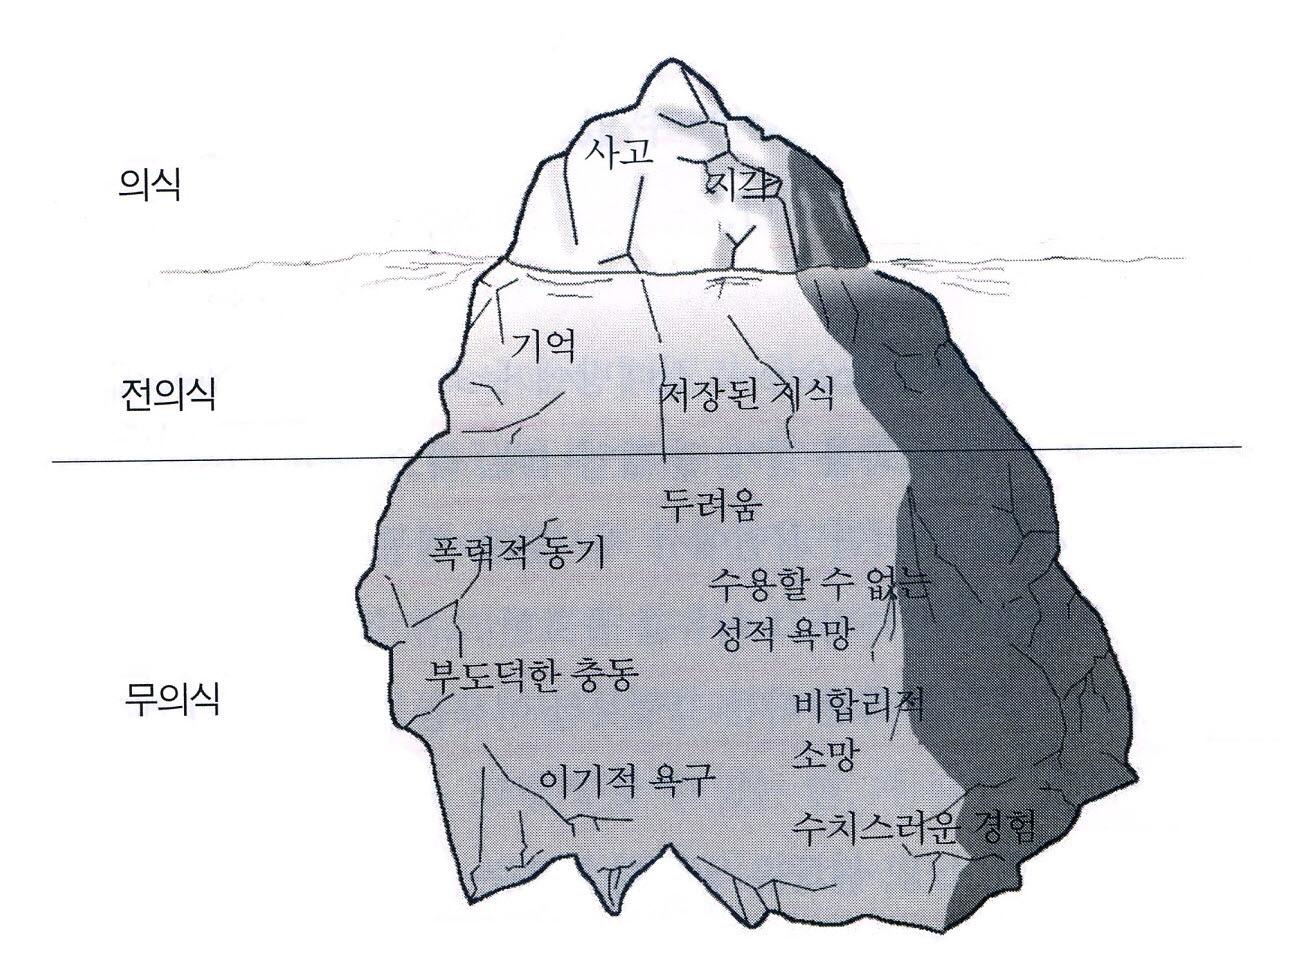 사고
의식
지각
기억
전의식
저장된 지식
두려움
폭력적 동기
수용할 수 없는
성적 욕망
부도덕한 충동
무의식
비합리적
소망
이기적 욕구
수치스러운 경험